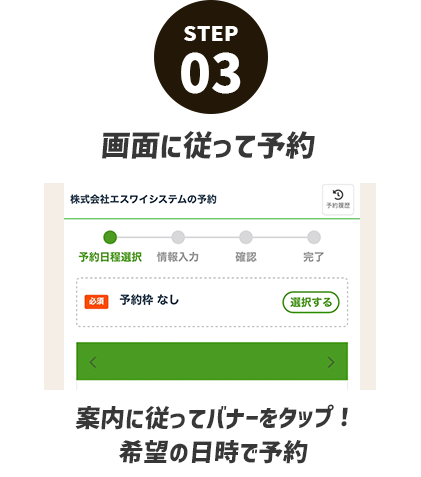 STEP
03
画面に従って予約
株式会社エスワイシステムの予約
予約履歴
予約日程選択 情報入力 確認 完了
必須 予約枠 なし 選択する
案内に従ってバナーをタップ！
希望の日時で予約